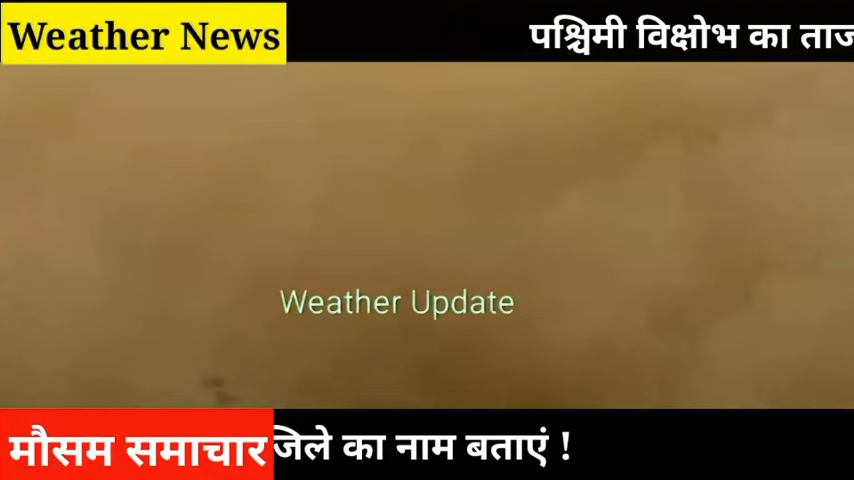 Weather News
पश्चिमी विक्षोभ का
Weather Update
मौसम समाचार
जिले का नाम बताएं !